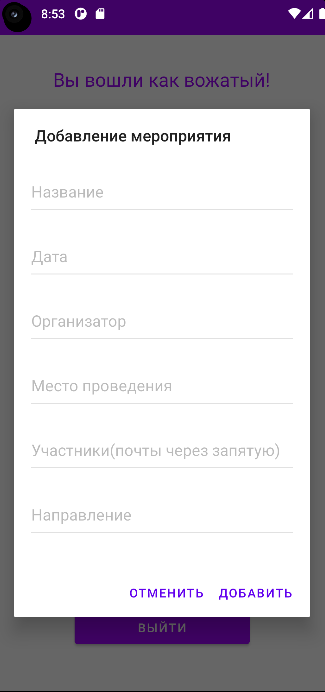 8:53
Вы вошли как вожатый!
Добавление мероприятия
Название
Дата
Организатор
Место проведения
Участники(почты через запятую)
Направление
ОТМЕНИТЬ ДОБАВИТЬ
ВЫЙТИ